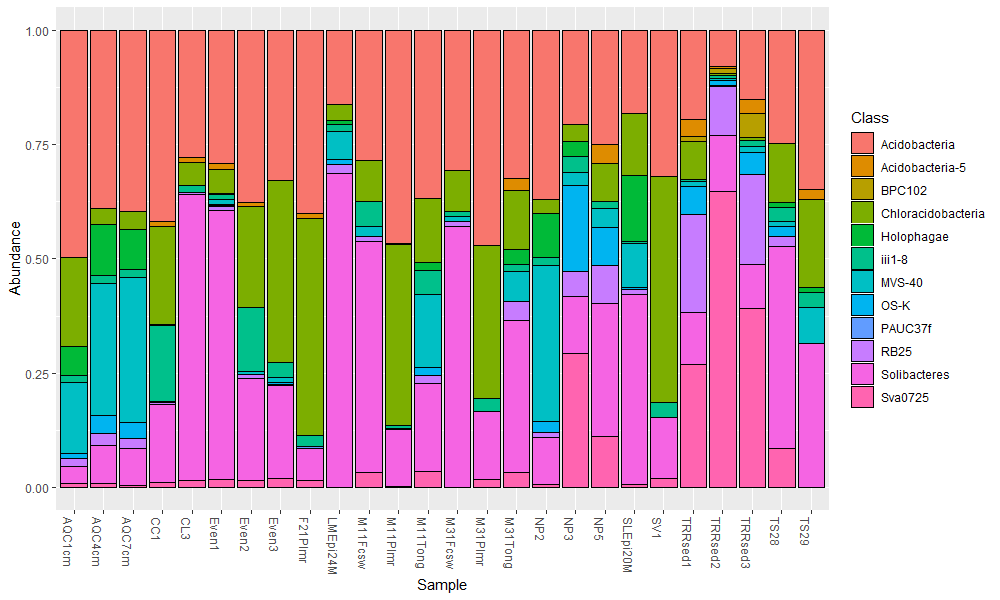 1.00
0.75
0.50
0.25
0.00
Abundance
AQC1cm
AQC4cm
AQC7cm
CC1
CL3
Even1
Even2
Even3
F21Plmr
LMEpi24M
M11Fcsw
M11Plmr
M11Tong
M31Fcsw
M31Plmr
M31Tong
NP2
NP3
NP5
SLEpi20M
SV1
TRRsed1
TRRsed2
TRRsed3
TS28
TS29
Sample
Class
Acidobacteria
Acidobacteria-5
BPC102
Chloracidobacteria
Holophagae
iii1-8
MVS-40
OS-K
PAUC37f
RB25
Solibacteres
Sva0725